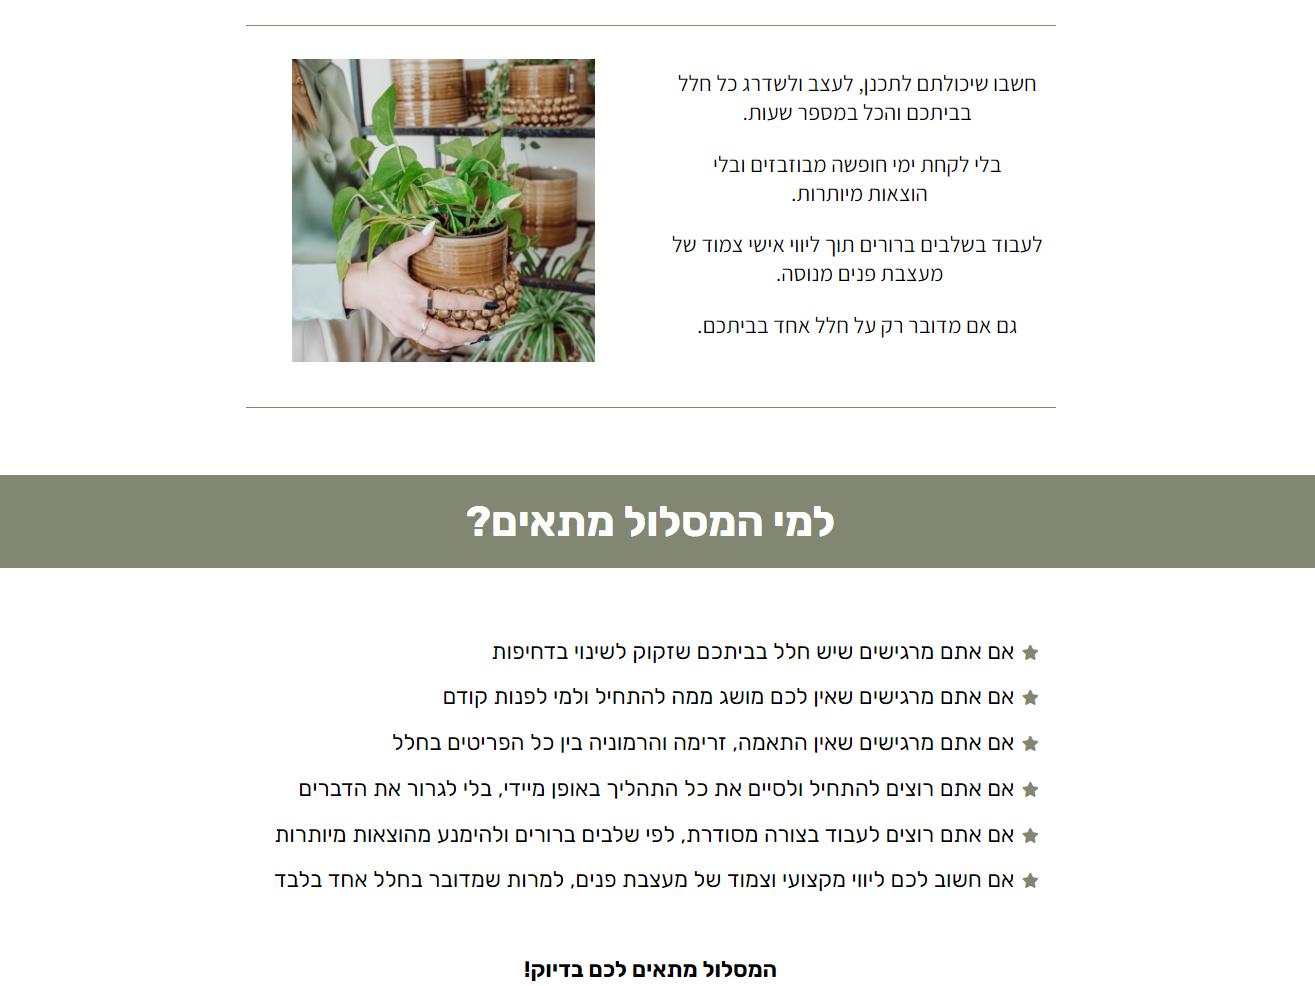 חשבו שיכולתם לתכנן, לעצב ולשדרג כל חלל
בביתכם והכל במספר שעות.
בלי לקחת ימי חופשה מבוזבזים ובלי
הוצאות מיותרות.
לעבוד בשלבים ברורים תוך ליווי אישי צמוד של
מעצבת פנים מנוסה.
גם אם מדובר רק על חלל אחד בביתכם.
למי המסלול מתאים?
אם אתם מרגישים שיש חלל בביתכם שזקוק לשינוי בדחיפות
אם אתם מרגישים שאין לכם מושג ממה להתחיל ולמי לפנות קודם
אם אתם מרגישים שאין התאמה, זרימה והרמוניה בין כל הפריטים בחלל
אם אתם רוצים להתחיל ולסיים את כל התהליך באופן מיידי, בלי לגרור את הדברים
אם אתם רוצים לעבוד בצורה מסודרת, לפי שלבים ברורים ולהימנע מהוצאות מיותרות
אם חשוב לכם ליווי מקצועי וצמוד של מעצבת פנים, למרות שמדובר בחלל אחד בלבד
המסלול מתאים לכם בדיוק!